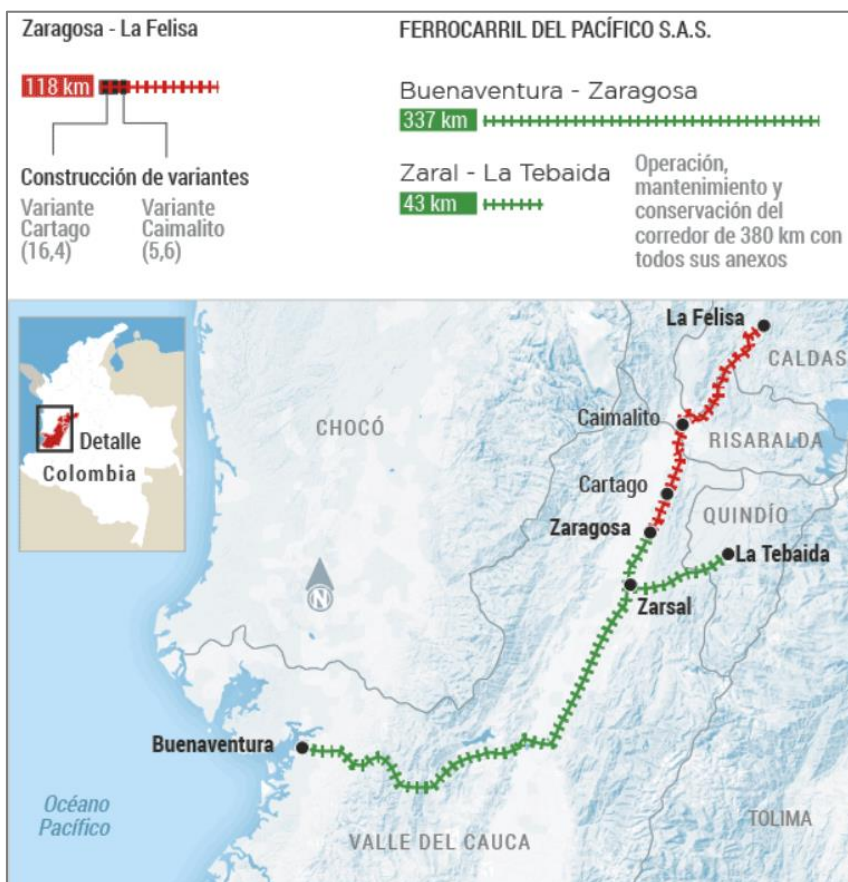 Zaragosa - La Felisa
118 km
Construcción de variantes
Variante
Cartago
(16,4)
Variante
Caimalito
(5,6)
FERROCARRIL DEL PACÍFICO S.A.S.
Buenaventura - Zaragosa
337 km
Zaral - La Tebaida
43 km
Operación,
mantenimiento y
conservación del
corredor de 380 km con
todos sus anexos
Detalle
Colombia
La Felisa
CALDAS
CHOCÓ
Caimalito
RISARALDA
Cartago
QUINDÍO
Zaragosa
La Tebaida
Zarsal
N
Buenaventura
Océano
Pacífico
VALLE DEL CAUCA
TOLIMA